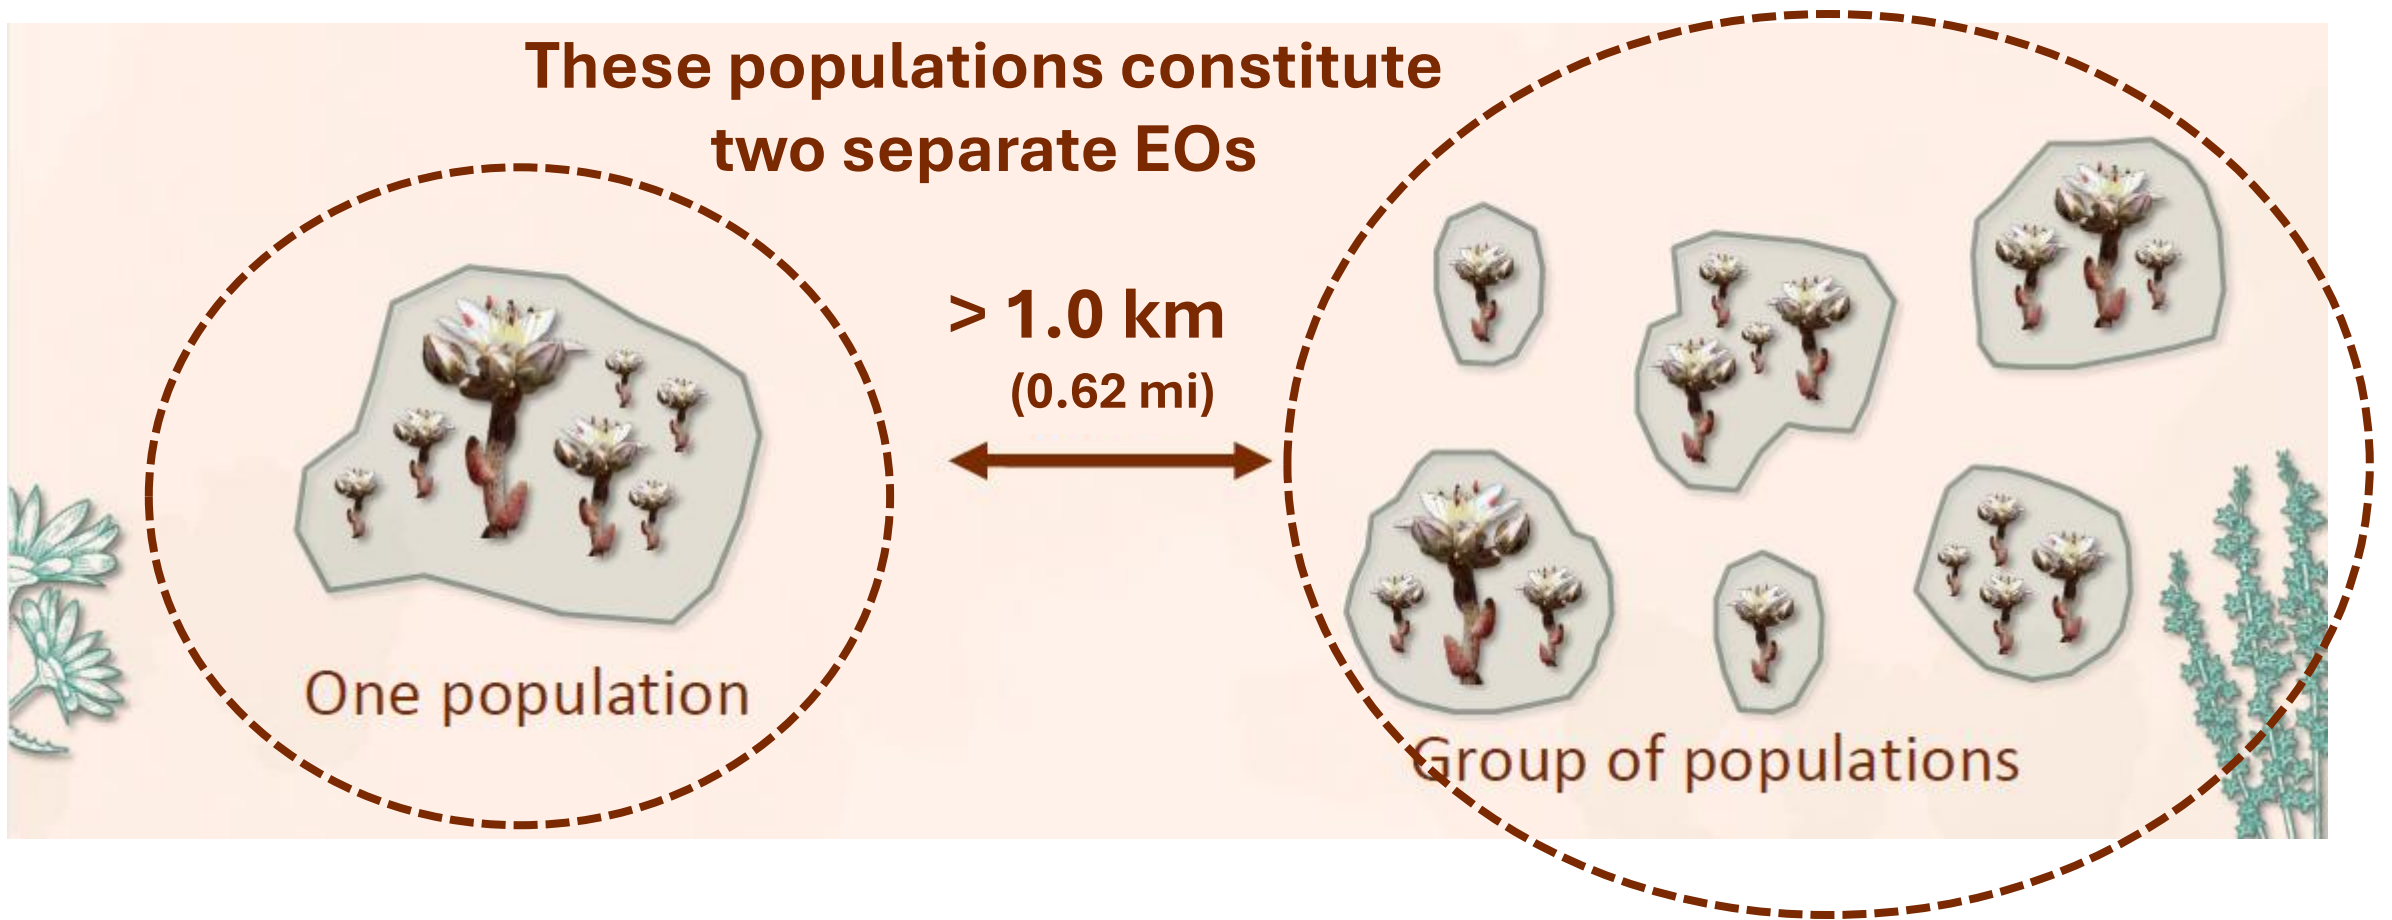 These populations constitute
two separate EOs
> 1.0 km
(0.62 mi)
One population
Group of populations